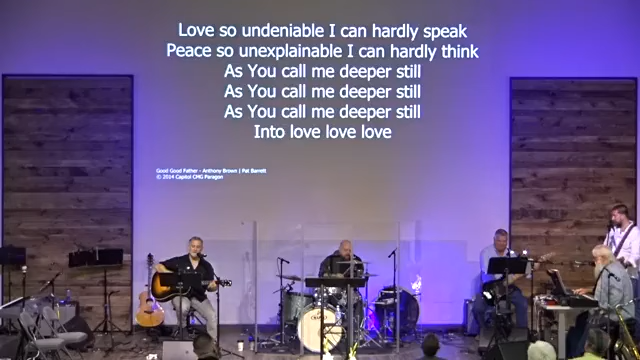 Love so undeniable I can hardly speak
Peace so unexplainable I can hardly think
As You call me deeper still
As You call me deeper still
As You call me deeper still
Into love love love
Good Good Father - Anthony Brown | Pat Barrett
© 2014 Capitol CMG Paragon